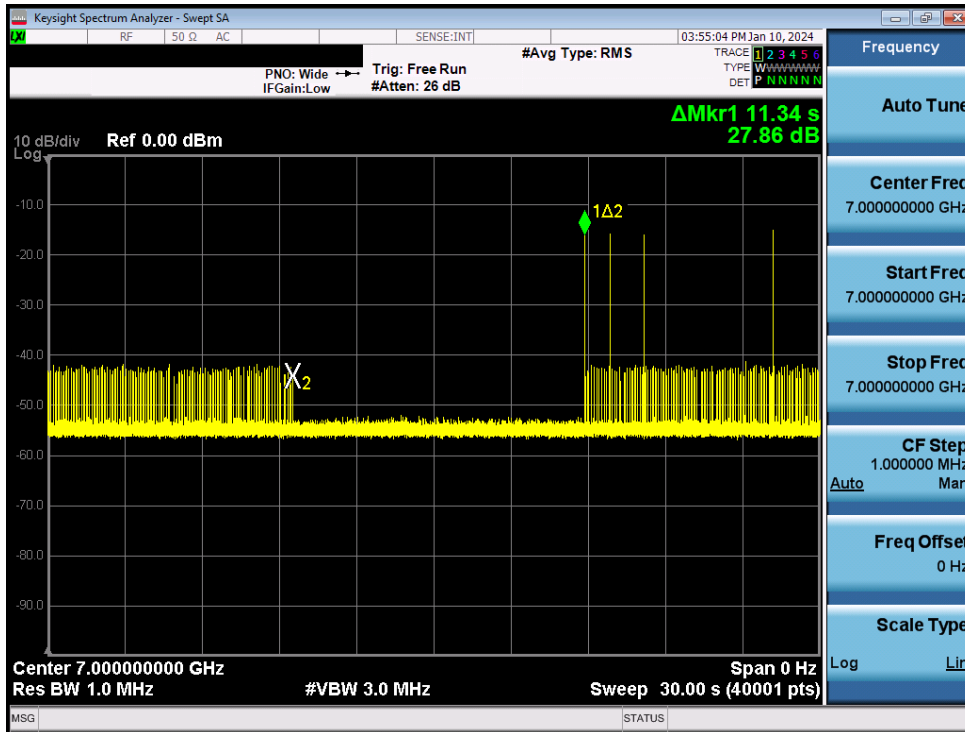 Keysight Spectrum Analyzer - Swept SA
LXI RF 50 Ω AC SENSE:INT 03:55:04 PM Jan 10, 2024
#Avg Type: RMS TRACE 1 2 3 4 5 6
PNO: Wide Trig: Free Run TYPE W W W W W W
IFGain:Low #Atten: 26 dB DET P N N N N N
ΔMkr1 11.34 s
27.86 dB
10 dB/div Ref 0.00 dBm
Log
1Δ2
-10.0
-20.0
-30.0
-40.0
X2
-50.0
-60.0
-70.0
-80.0
-90.0
Center 7.000000000 GHz Span 0 Hz
Res BW 1.0 MHz #VBW 3.0 MHz Sweep 30.00 s (40001 pts)
MSG STATUS
Frequency
Auto Tune
Center Freq
7.000000000 GHz
Start Freq
7.000000000 GHz
Stop Freq
7.000000000 GHz
CF Step
1.000000 MHz
Auto Man
Freq Offset
0 Hz
Scale Type
Log Lin